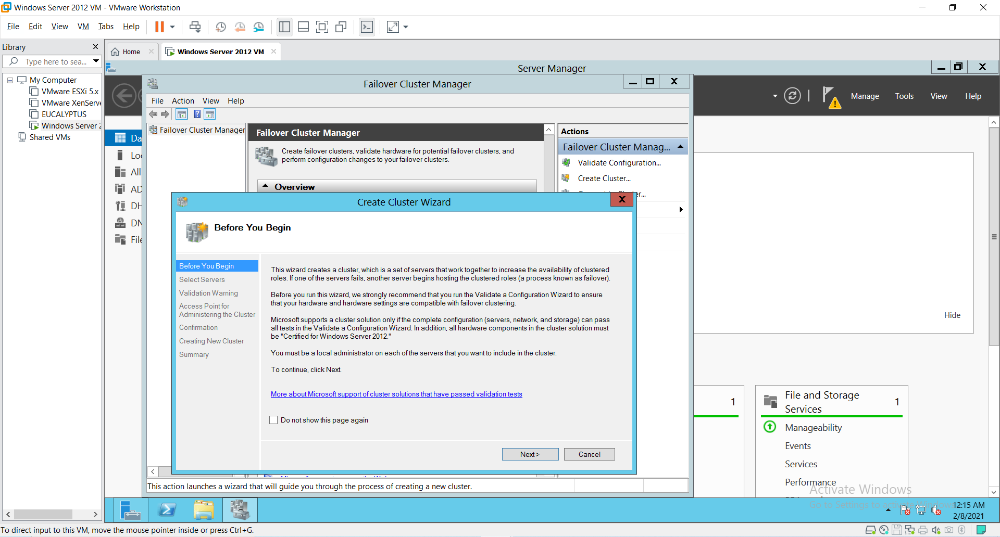 Windows Server 2012 VM - VMware Workstation
File Edit View VM Tabs Help
Library
Type here to sea...
My Computer
VMware ESXi 5.x
VMware XenServe
EUCALYPTUS
Windows Server 2
Shared VMs
Home
Windows Server 2012 VM
Server Manager
Manage Tools View Help
Da
Loc
All
AD
DH
DN
File
Failover Cluster Manager
File Action View Help
Failover Cluster Manager
Failover Cluster Manager
Create failover clusters, validate hardware for potential failover clusters, and
perform configuration changes to your failover clusters.
Overview
Actions
Failover Cluster Manag...
Validate Configuration...
Create Cluster...
Create Cluster Wizard
X
Before You Begin
Before You Begin
Select Servers
Validation Warning
Access Point for
Administering the Cluster
Confirmation
Creating New Cluster
Summary
This wizard creates a cluster, which is a set of servers that work together to increase the availability of clustered
roles. If one of the servers fails, another server begins hosting the clustered roles (a process known as failover).
Before you run this wizard, we strongly recommend that you run the Validate a Configuration Wizard to ensure
that your hardware and hardware settings are compatible with failover clustering.
Microsoft supports a cluster solution only if the complete configuration (servers, network, and storage) can pass
all tests in the Validate a Configuration Wizard. In addition, all hardware components in the cluster solution must
be "Certified for Windows Server 2012."
You must be a local administrator on each of the servers that you want to include in the cluster.
To continue, click Next.
More about Microsoft support of cluster solutions that have passed validation tests
Do not show this page again
Next >
Cancel
This action launches a wizard that will guide you through the process of creating a new cluster.
Hide
1
File and Storage
Services
1
Manageability
Events
Services
Performance
Activate Windows
12:15 AM
2/8/2021
To direct input to this VM, move the mouse pointer inside or press Ctrl+G.